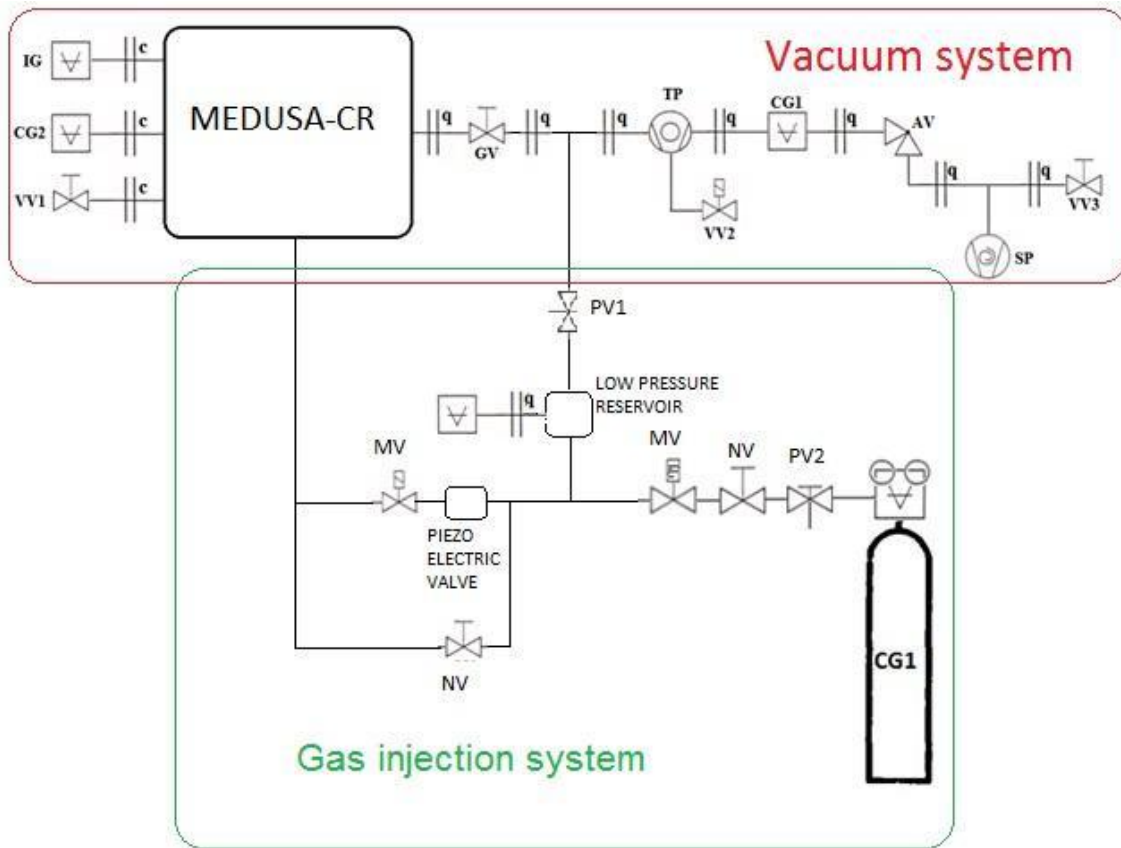 Vacuum system
IG
c
MEDUSA-CR
CG2
c
VV1
c
q
GV
q
q
TP
q
CG1
q
AV
VV2
q
q
VV3
SP
PV1
LOW PRESSURE
RESERVOIR
q
MV
PIEZO
ELECTRIC
VALVE
MV
NV
PV2
NV
CG1
Gas injection system